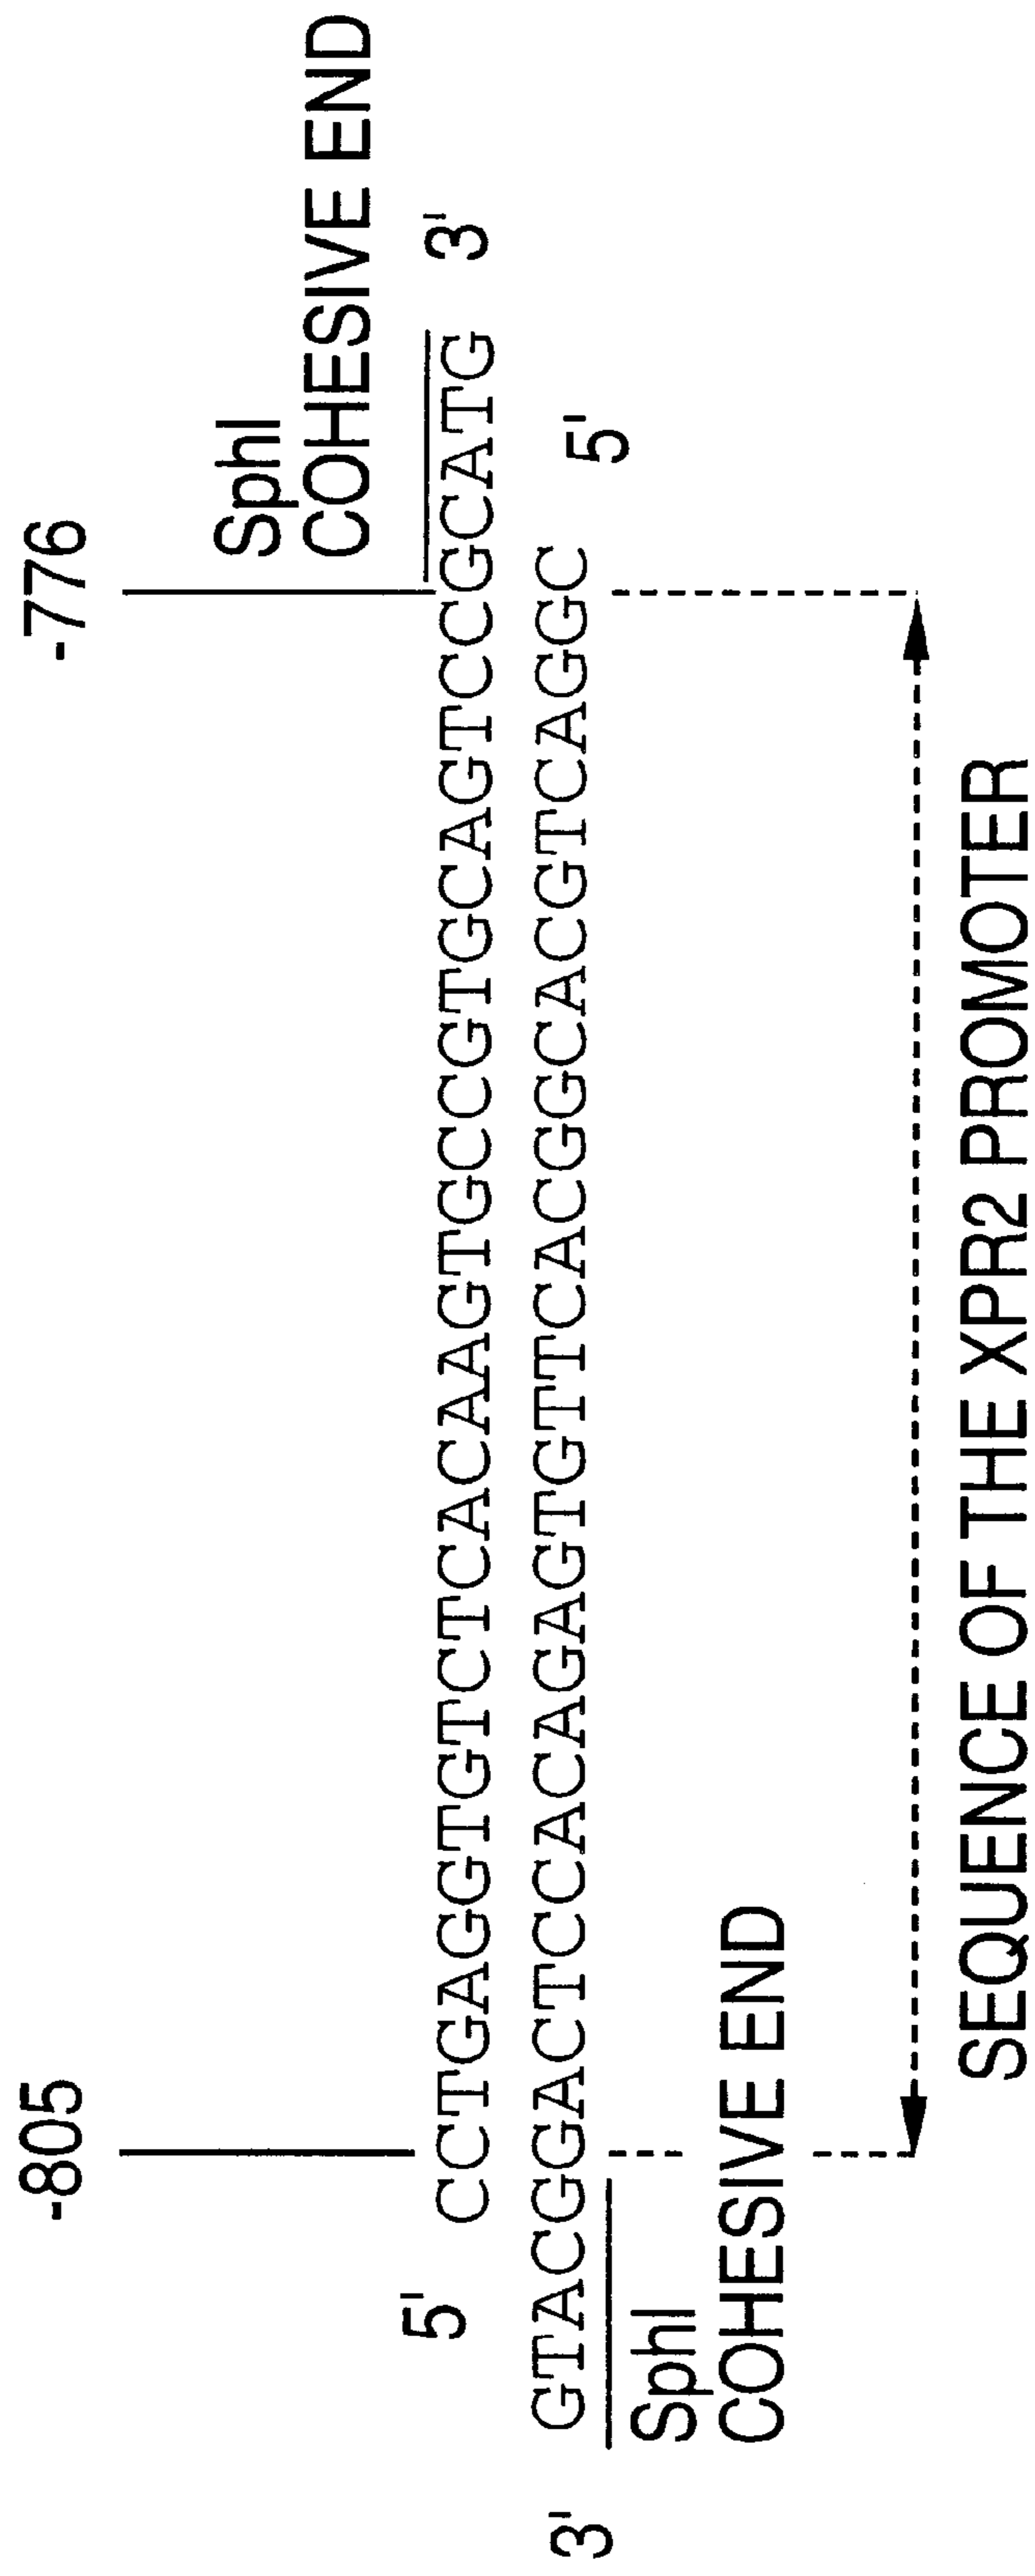 -805
-776
SphI
COHESIVE END
5' CCTGAGGTGTCTCACAAGTGCCGTGCAGTCCGCATG 3'
3' GTACGGACTCCACAGAGTGTTCACGGCACGTCAGGC 5'
SphI
COHESIVE END
SEQUENCE OF THE XPR2 PROMOTER